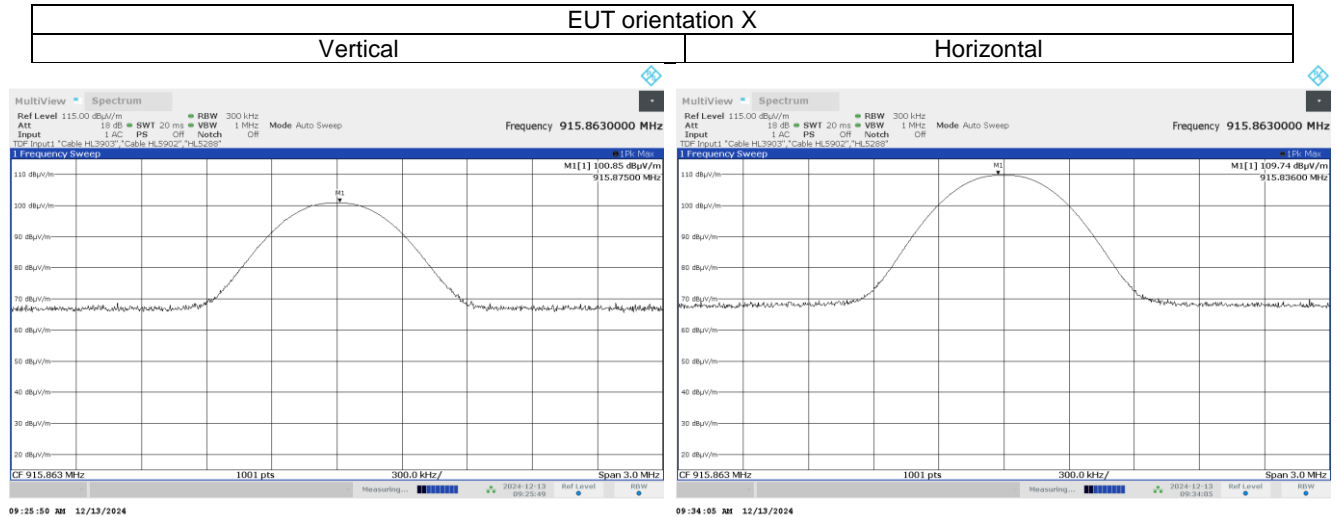 EUT orientation X
Vertical
Horizontal
MultiView Spectrum
Ref Level 115.00 dBµV/m RBW 300 kHz
Att 18 dB SWT 20 ms VBW 1 MHz Mode Auto Sweep Frequency 915.8630000 MHz
Input 1 AC PS Off Notch Off
TDF Input1 "Cable HL3903","Cable HL5902","HL5288"
1 Frequency Sweep 1Pk Max
M1[1] 100.85 dBµV/m
915.87500 MHz
110 dBµV/m
M1
100 dBµV/m
90 dBµV/m
80 dBµV/m
70 dBµV/m
60 dBµV/m
50 dBµV/m
40 dBµV/m
30 dBµV/m
20 dBµV/m
CF 915.863 MHz 1001 pts 300.0 kHz/ Span 3.0 MHz
Measuring... 2024-12-13 Ref Level RBW
09:25:49
09:25:50 AM 12/13/2024
MultiView Spectrum
Ref Level 115.00 dBµV/m RBW 300 kHz
Att 18 dB SWT 20 ms VBW 1 MHz Mode Auto Sweep Frequency 915.8630000 MHz
Input 1 AC PS Off Notch Off
TDF Input1 "Cable HL3903","Cable HL5902","HL5288"
1 Frequency Sweep 1Pk Max
M1[1] 109.74 dBµV/m
915.83600 MHz
M1
110 dBµV/m
100 dBµV/m
90 dBµV/m
80 dBµV/m
70 dBµV/m
60 dBµV/m
50 dBµV/m
40 dBµV/m
30 dBµV/m
20 dBµV/m
CF 915.863 MHz 1001 pts 300.0 kHz/ Span 3.0 MHz
Measuring... 2024-12-13 Ref Level RBW
09:34:05
09:34:05 AM 12/13/2024